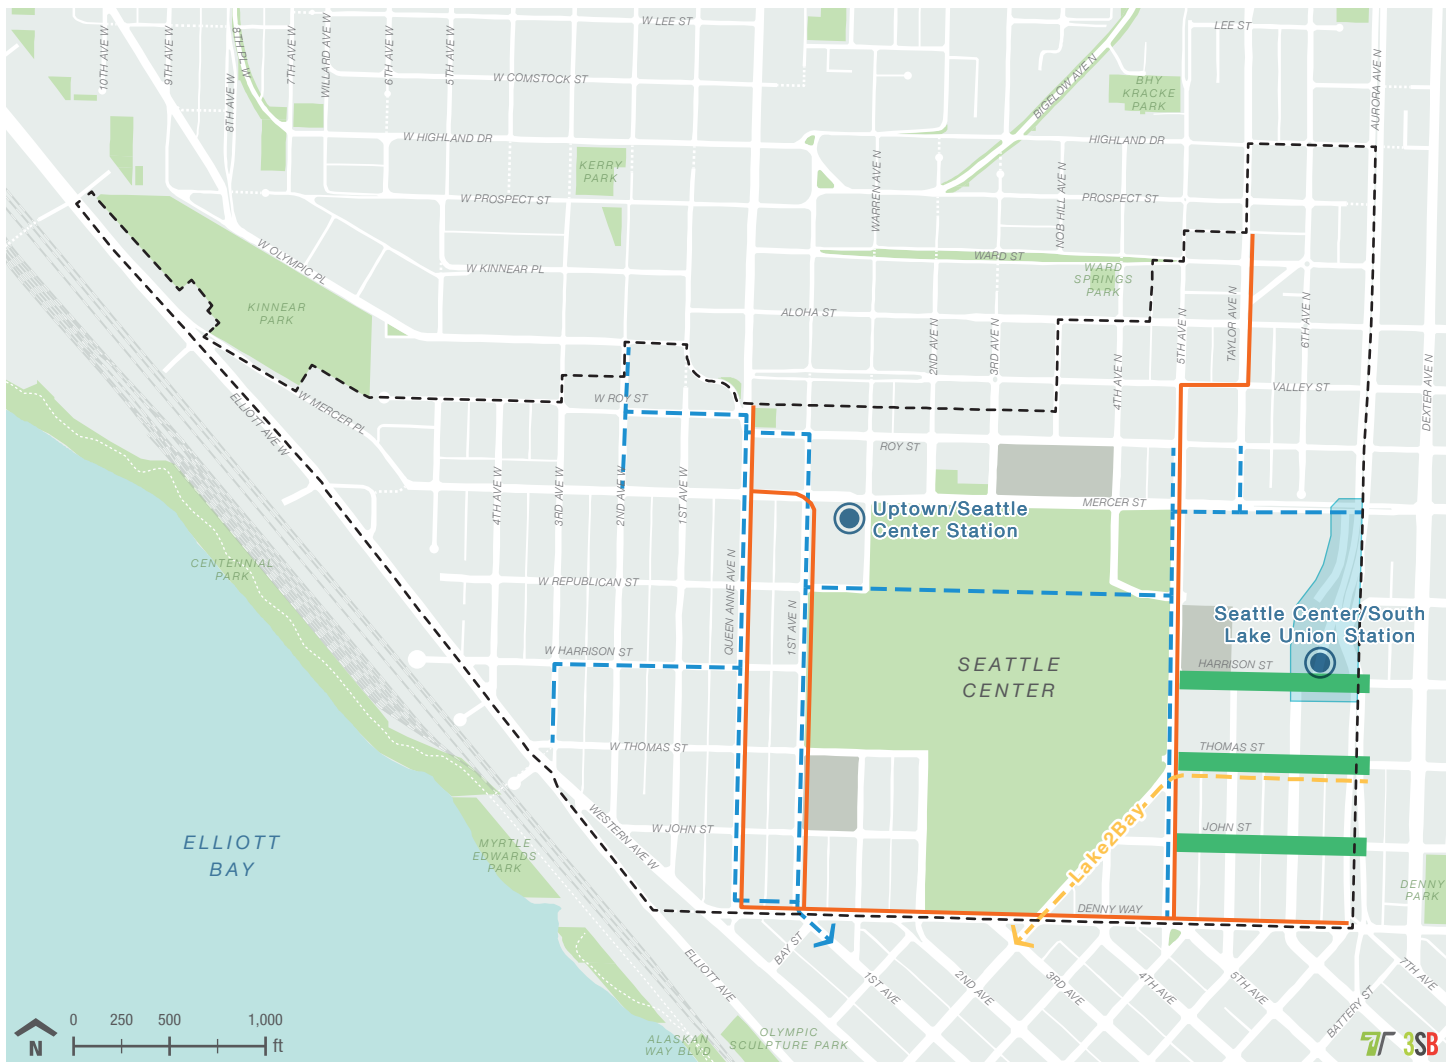 W LEE ST
LEE ST
10TH AVE W
9TH AVE W
8TH PL W
8TH AVE W
7TH AVE W
WILLARD AVE W
6TH AVE W
5TH AVE W
W COMSTOCK ST
BIGELOW AVE N
BHY
KRACKE
PARK
AURORA AVE N
W HIGHLAND DR
HIGHLAND DR
KERRY
PARK
WARREN AVE N
NOB HILL AVE N
W PROSPECT ST
PROSPECT ST
W OLYMPIC PL
W KINNEAR PL
WARD ST
WARD
SPRINGS
PARK
KINNEAR
PARK
ALOHA ST
2ND AVE N
3RD AVE N
4TH AVE N
5TH AVE N
TAYLOR AVE N
6TH AVE N
DEXTER AVE N
VALLEY ST
W ROY ST
W MERCER PL
ELLIOTT AVE W
ROY ST
4TH AVE W
3RD AVE W
2ND AVE W
1ST AVE W
MERCER ST
Uptown/Seattle
Center Station
CENTENNIAL
PARK
W REPUBLICAN ST
QUEEN ANNE AVE N
1ST AVE N
Seattle Center/South
Lake Union Station
W HARRISON ST
HARRISON ST
SEATTLE
CENTER
W THOMAS ST
THOMAS ST
WESTERN AVE W
W JOHN ST
JOHN ST
Lake2Bay
ELLIOTT
BAY
MYRTLE
EDWARDS
PARK
DENNY
PARK
DENNY WAY
BAY ST
ELLIOTT AVE
1ST AVE
2ND AVE
3RD AVE
4TH AVE
5TH AVE
7TH AVE
BATTERY ST
0 250 500 1,000
ft
N
ALASKAN
WAY BLVD
OLYMPIC
SCULPTURE PARK
3SB